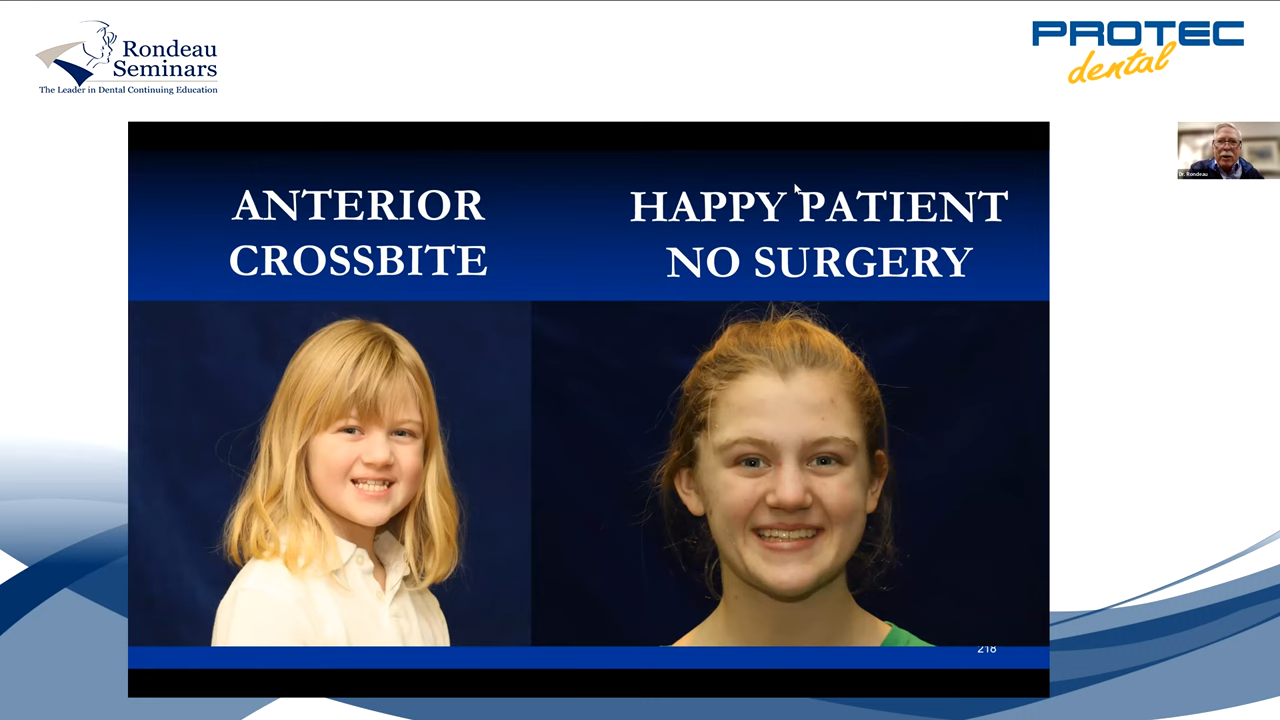 Rondeau
Seminars
The Leader in Dental Continuing Education
PROTEC
dental
Dr. Rondeau
ANTERIOR
CROSSBITE
HAPPY PATIENT
NO SURGERY
218